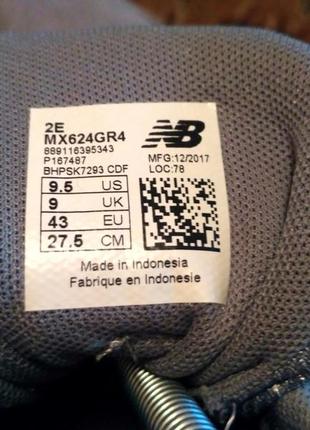 2E
MX624GR4
889116395343
P167487
BHPSK7293 CDF
NB
MFG:12/2017
LOC:78
9.5 US
9 UK
43 EU
27.5 CM
Made in Indonesia
Fabrique en Indonesie